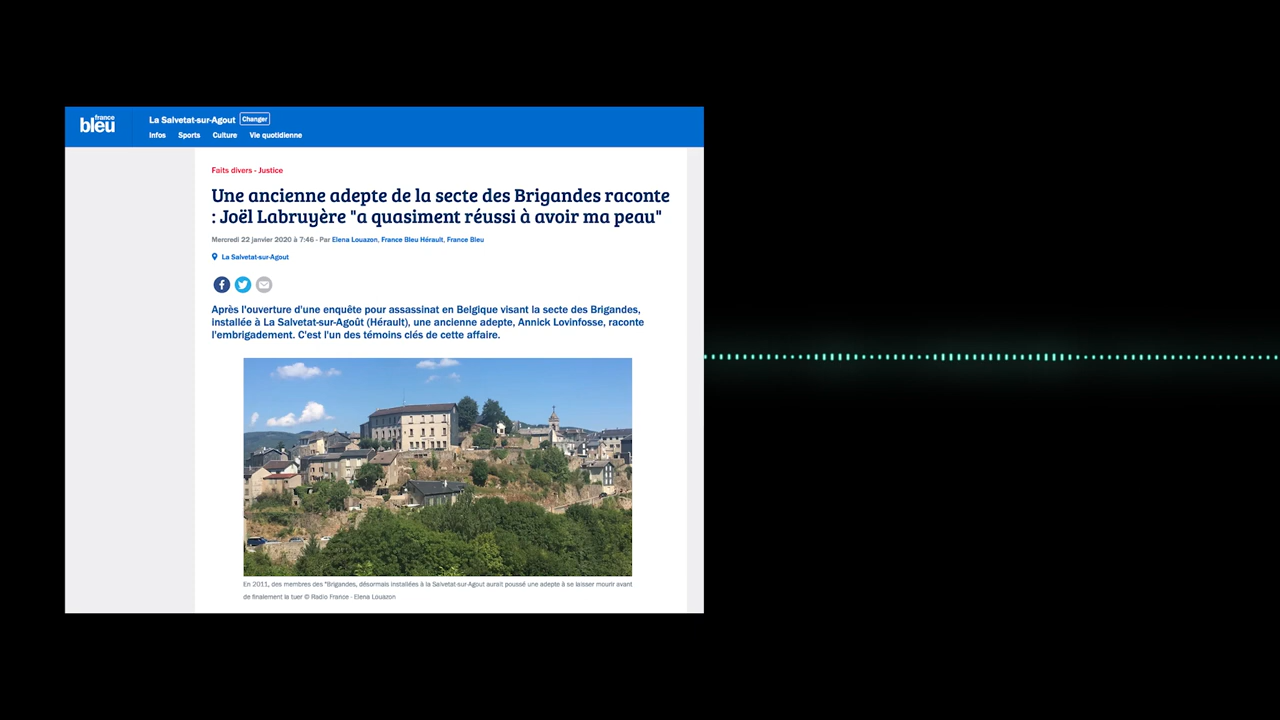 france
bleu
La Salvetat-sur-Agout Changer
Infos Sports Culture Vie quotidienne
Faits divers - Justice
Une ancienne adepte de la secte des Brigandes raconte
: Joël Labruyère "a quasiment réussi à avoir ma peau"
Mercredi 22 janvier 2020 à 7:46 - Par Elena Louazon, France Bleu Hérault, France Bleu
La Salvetat-sur-Agout
Après l'ouverture d'une enquête pour assassinat en Belgique visant la secte des Brigandes,
installée à La Salvetat-sur-Agoût (Hérault), une ancienne adepte, Annick Lovinfosse, raconte
l'embrigadement. C'est l'un des témoins clés de cette affaire.
En 2011, des membres des "Brigandes, désormais installées à la Salvetat-sur-Agout aurait poussé une adepte à se laisser mourir avant
de finalement la tuer © Radio France - Elena Louazon